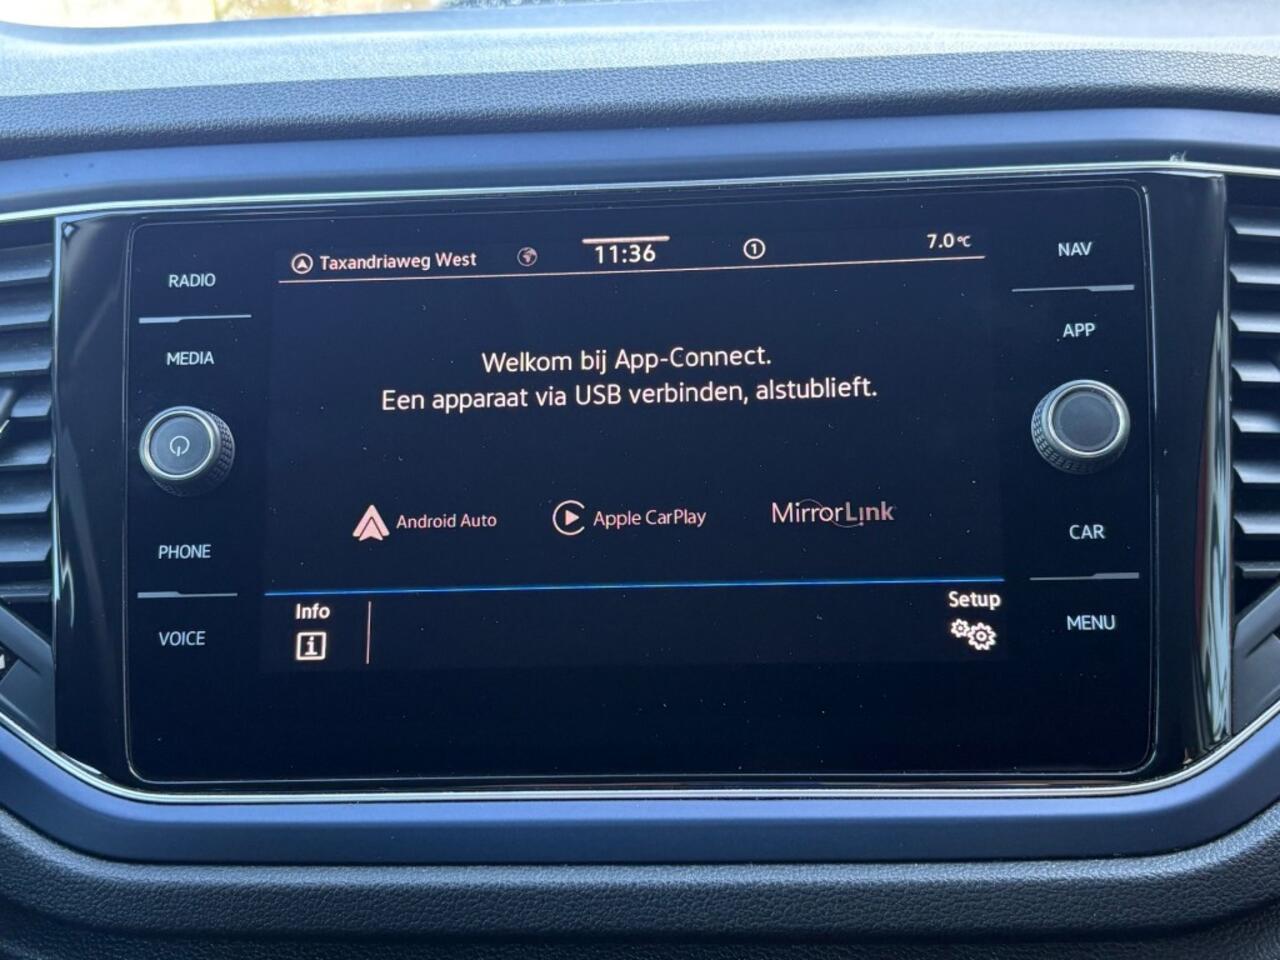 RADIO
MEDIA
PHONE
VOICE
Taxandriaweg West
11:36
1
7.0°C
Welkom bij App-Connect.
Een apparaat via USB verbinden, alstublieft.
Android Auto
Apple CarPlay
MirrorLink
Info
i
Setup
NAV
APP
CAR
MENU